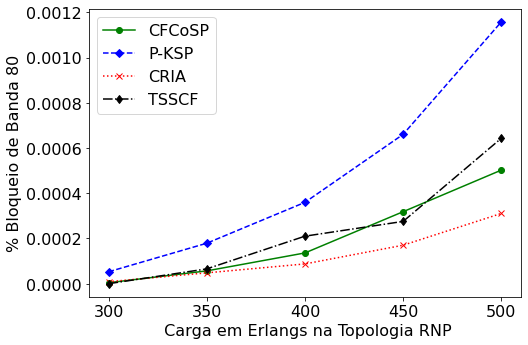 % Bloqueio de Banda 80
0.0012
0.0010
0.0008
0.0006
0.0004
0.0002
0.0000
CFCoSP
P-KSP
CRIA
TSSCF
300 350 400 450 500
Carga em Erlangs na Topologia RNP